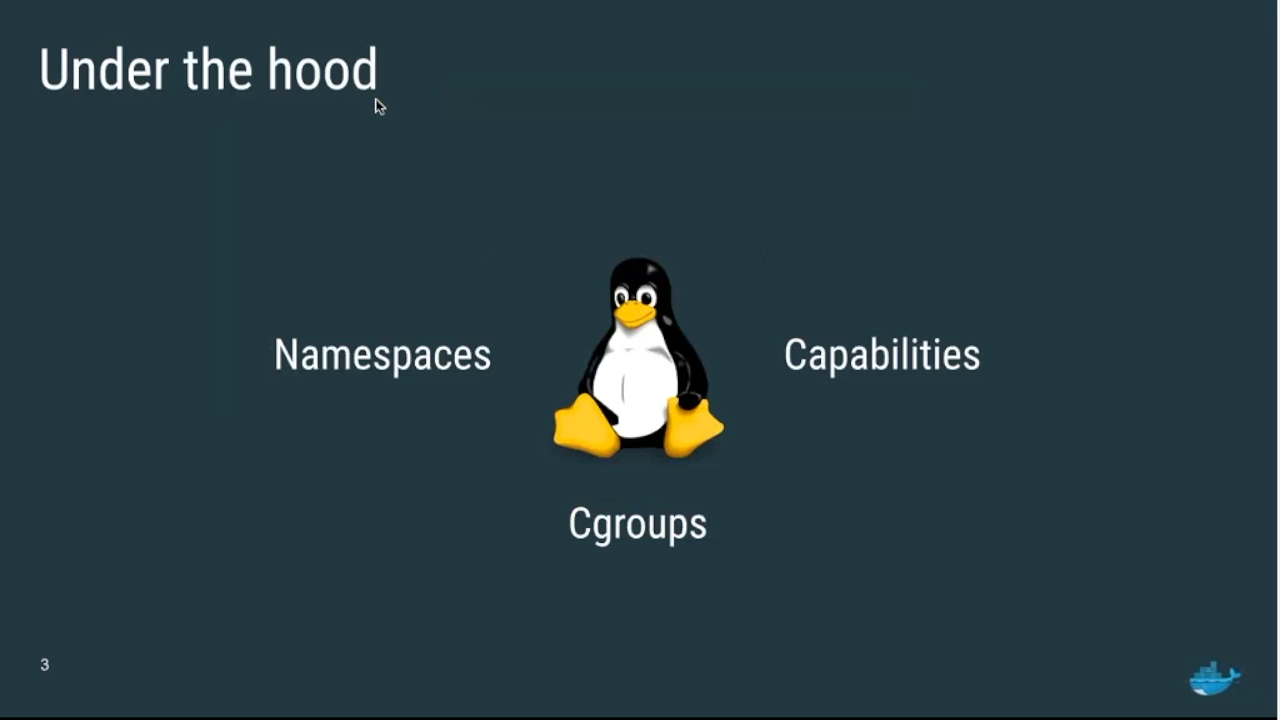 Under the hood
Namespaces
Capabilities
Cgroups
3